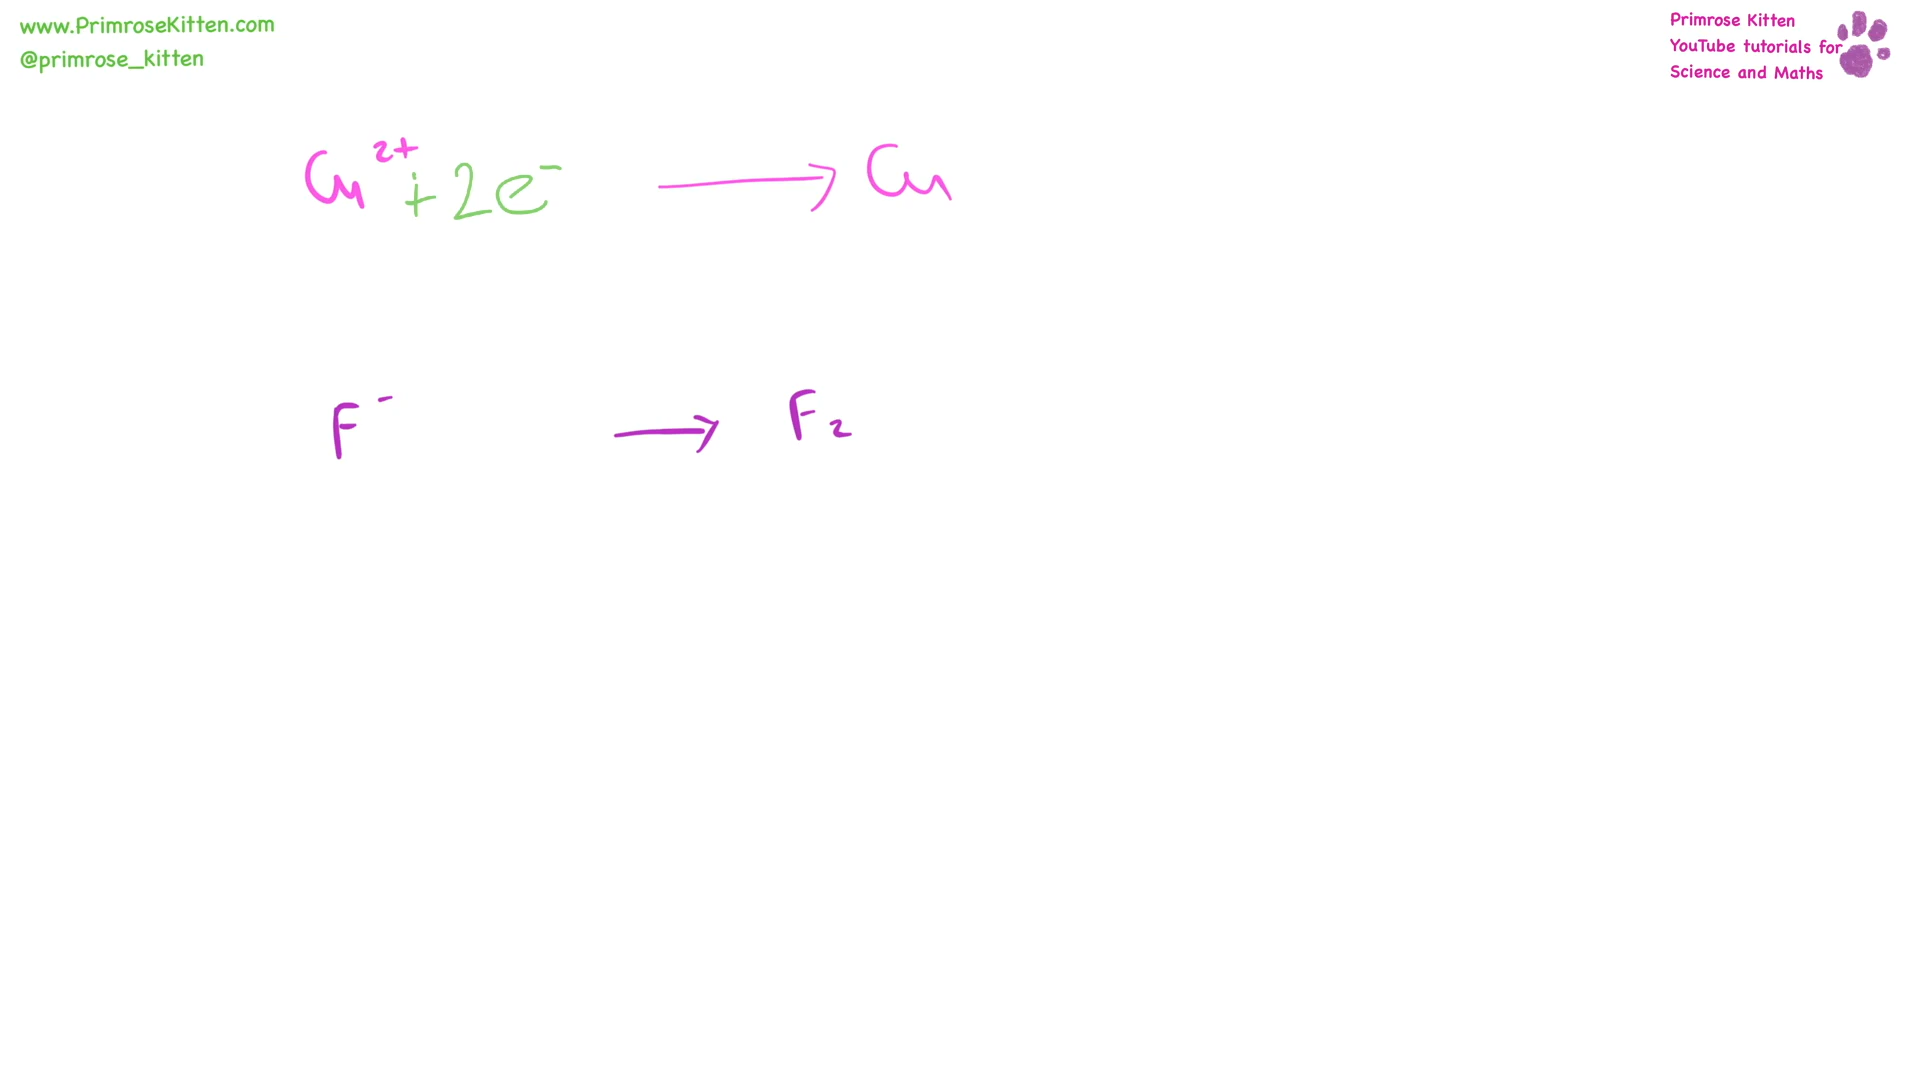 www.PrimroseKitten.com
@primrose_kitten
Primrose Kitten
YouTube tutorials for
Science and Maths
Cu²⁺ + 2e⁻ → Cu
F⁻ → F₂